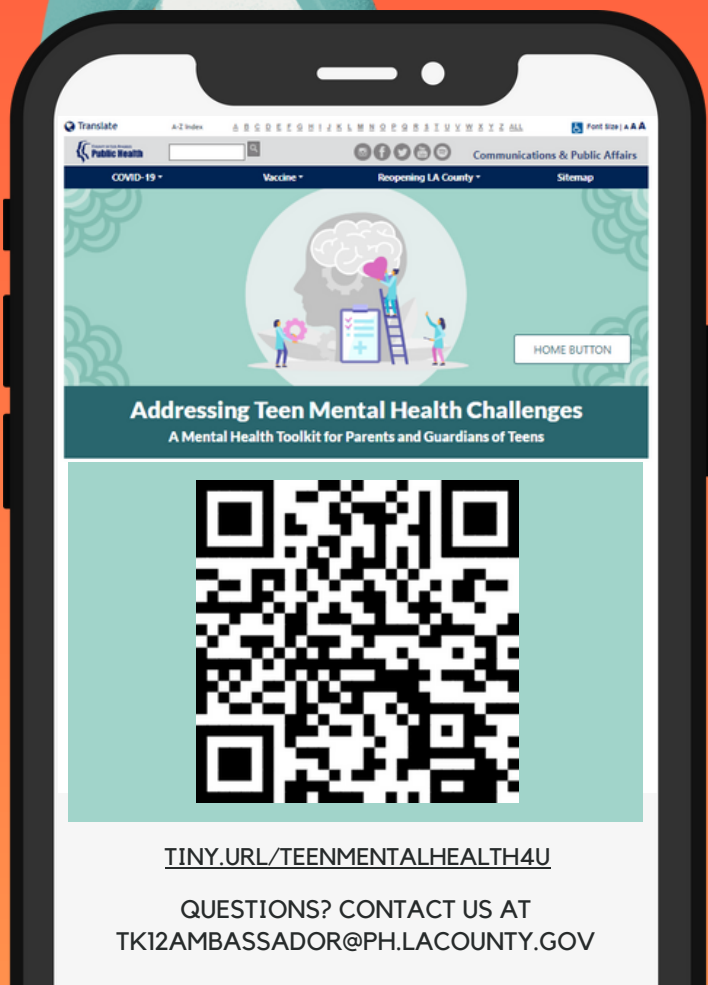 Translate A-Z Index A B C D E F G H I J K L M N O P Q R S T U V W X Y Z ALL Font Size | A A A
Public Health Communications & Public Affairs
COVID-19 Vaccine Reopening LA County Sitemap
HOME BUTTON
Addressing Teen Mental Health Challenges
A Mental Health Toolkit for Parents and Guardians of Teens
TINY.URL/TEENMENTALHEALTH4U
QUESTIONS? CONTACT US AT
TK12AMBASSADOR@PH.LACOUNTY.GOV